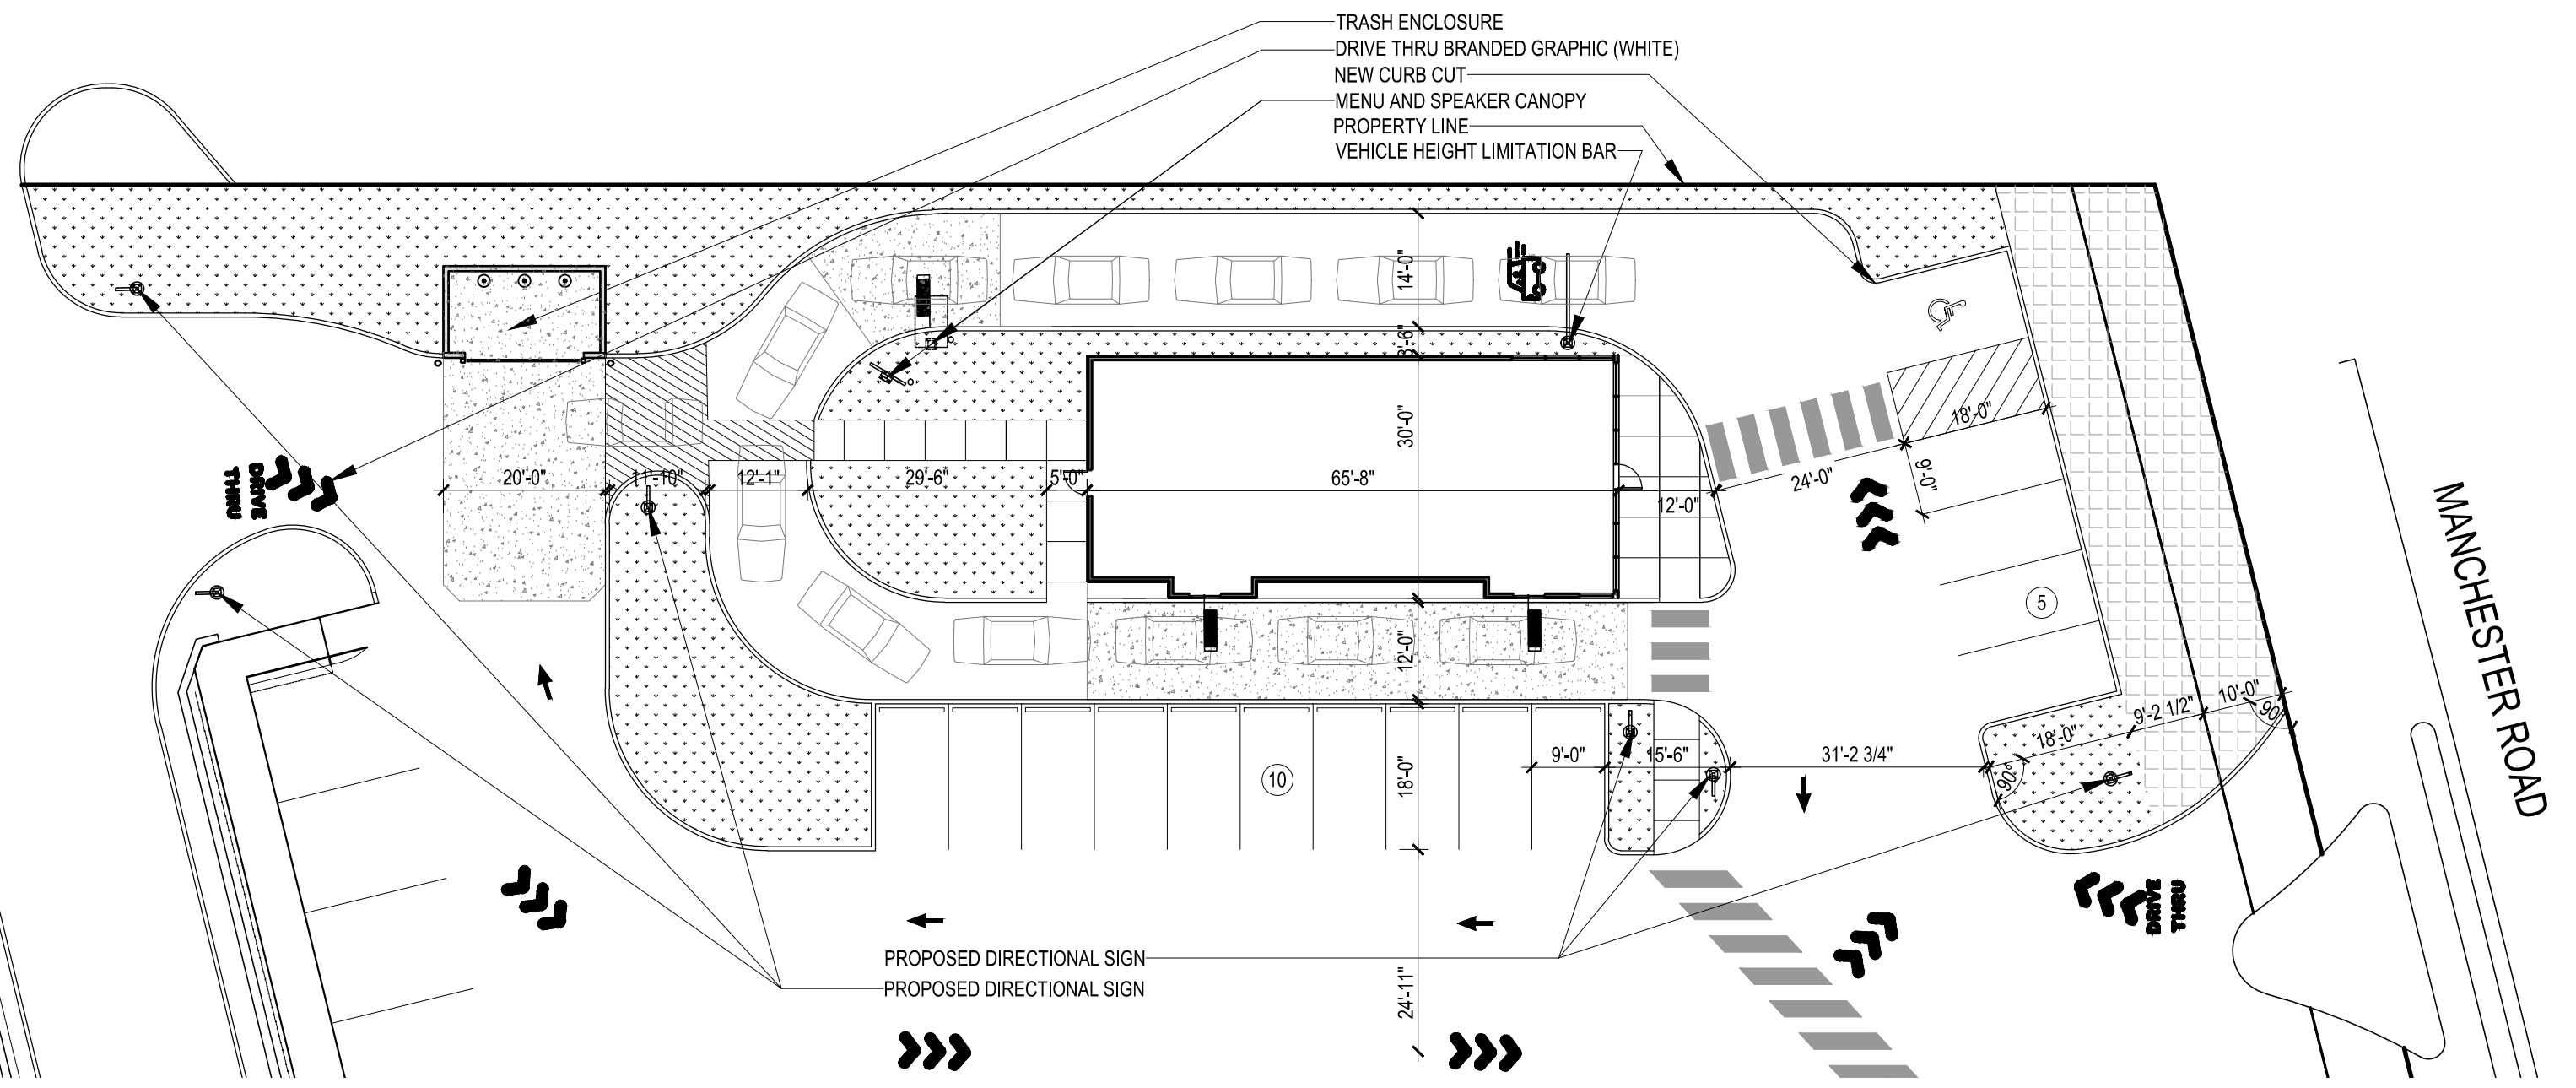 TRASH ENCLOSURE
DRIVE THRU BRANDED GRAPHIC (WHITE)
NEW CURB CUT
MENU AND SPEAKER CANOPY
PROPERTY LINE
VEHICLE HEIGHT LIMITATION BAR
14'-0"
30'-0"
18'-0"
DRIVE
THRU
20'-0"
11'-10"
12'-1"
29'-6"
5'-0"
65'-8"
12'-0"
24'-0"
9'-0"
5
MANCHESTER ROAD
12'-0"
10'-0"
9'-2 1/2"
90°
18'-0"
9'-0"
15'-6"
31'-2 3/4"
90°
10
18'-0"
DRIVE
THRU
PROPOSED DIRECTIONAL SIGN
PROPOSED DIRECTIONAL SIGN
24'-11"